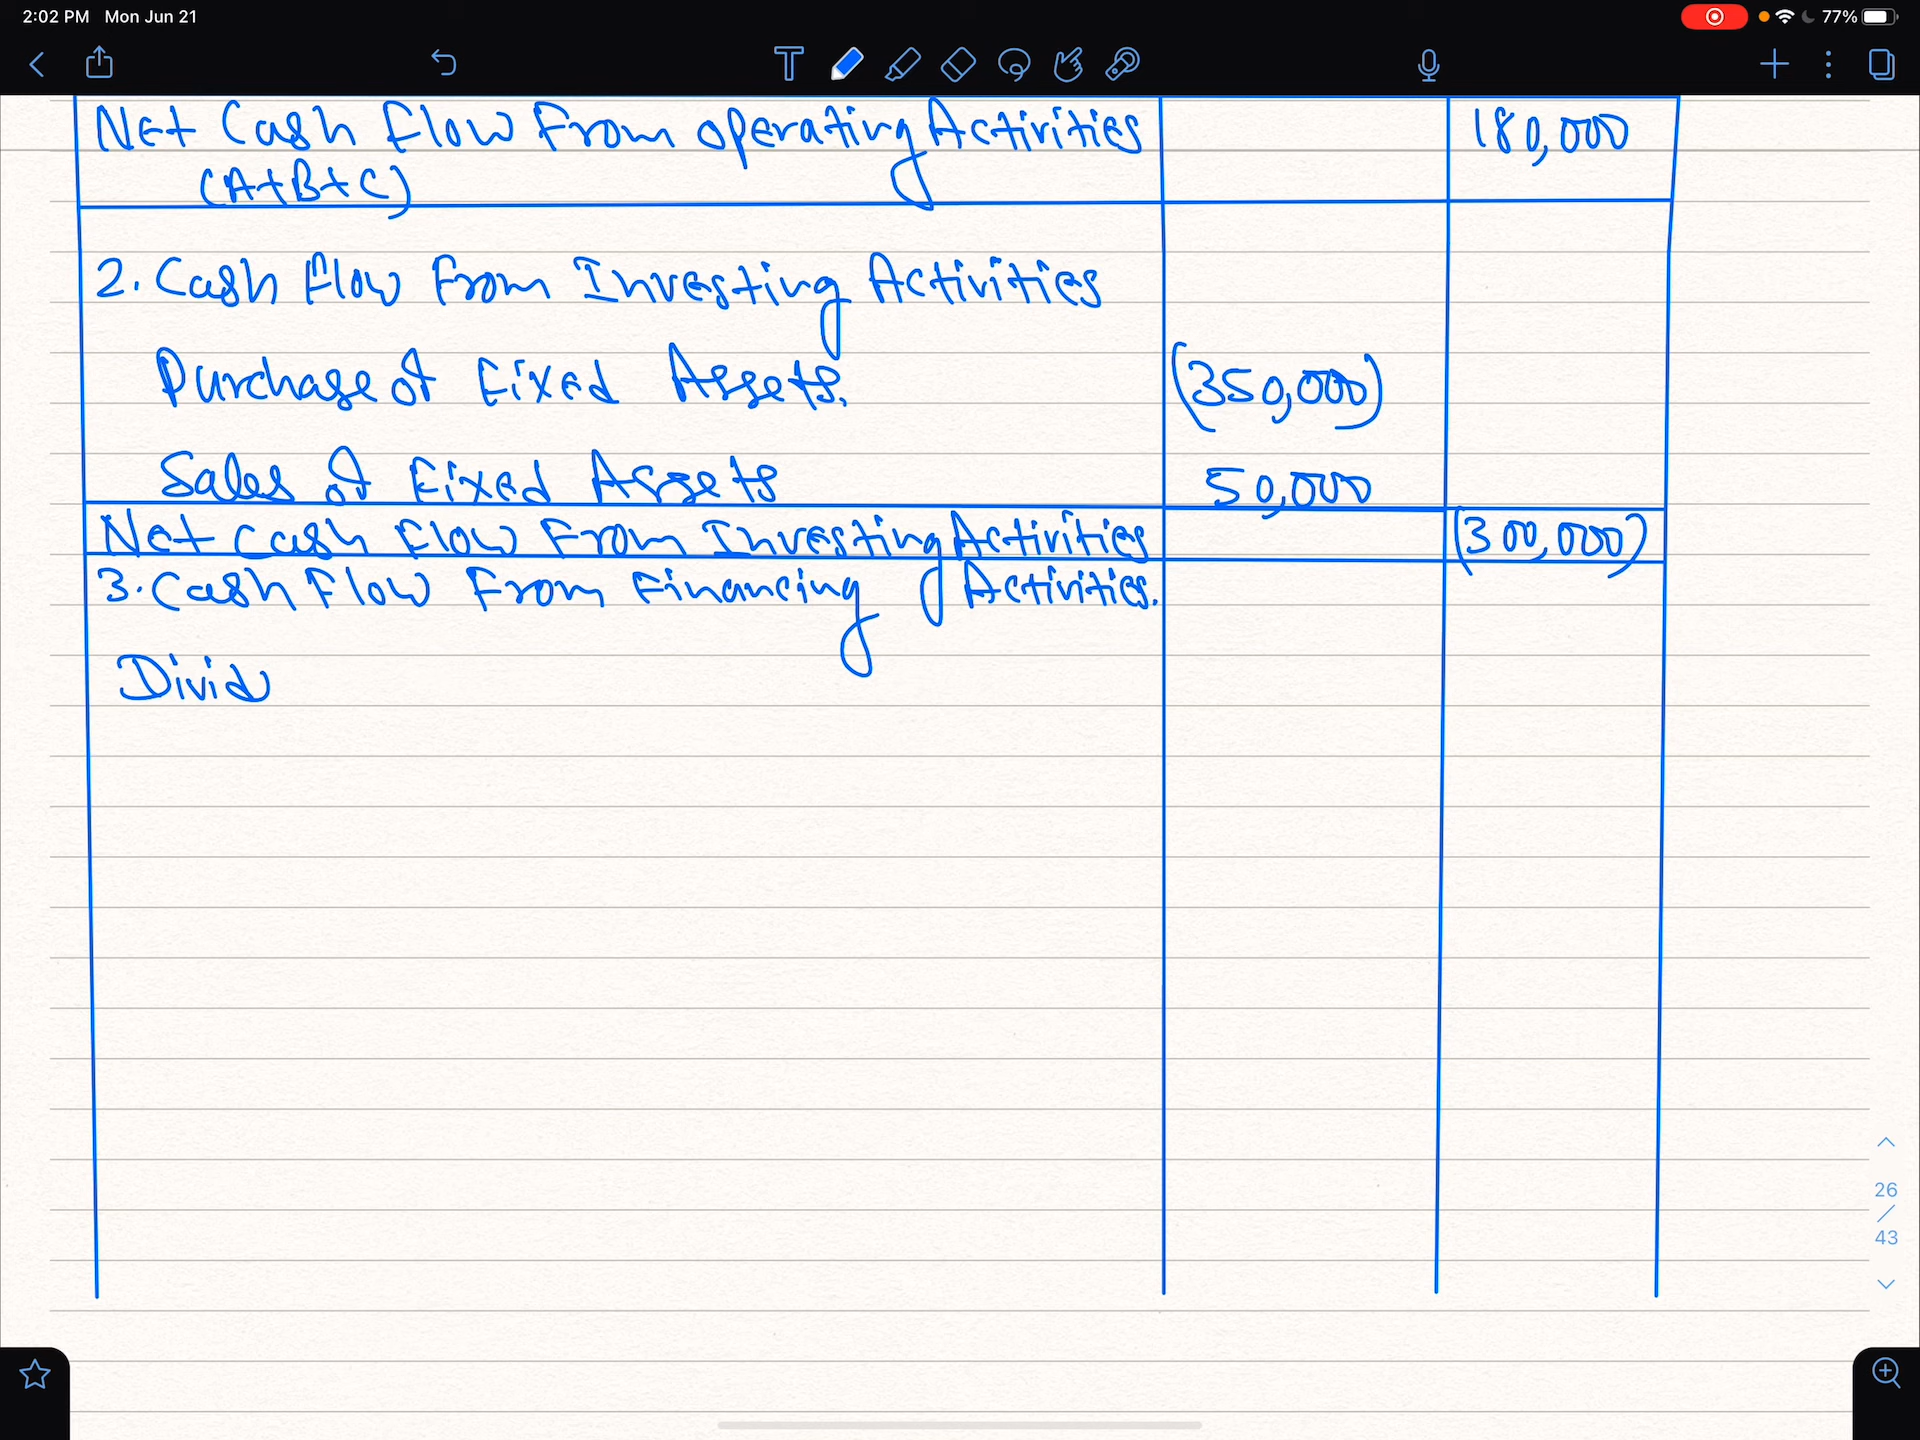 2:02 PM Mon Jun 21
77%
Net Cash Flow From Operating Activities 180,000
(A+B+C)
2. Cash Flow From Investing Activities
Purchase of Fixed Assets. (350,000)
Sales of Fixed Assets 50,000
Net Cash Flow From Investing Activities (300,000)
3. Cash Flow From Financing Activities.
Divid
26
/
43